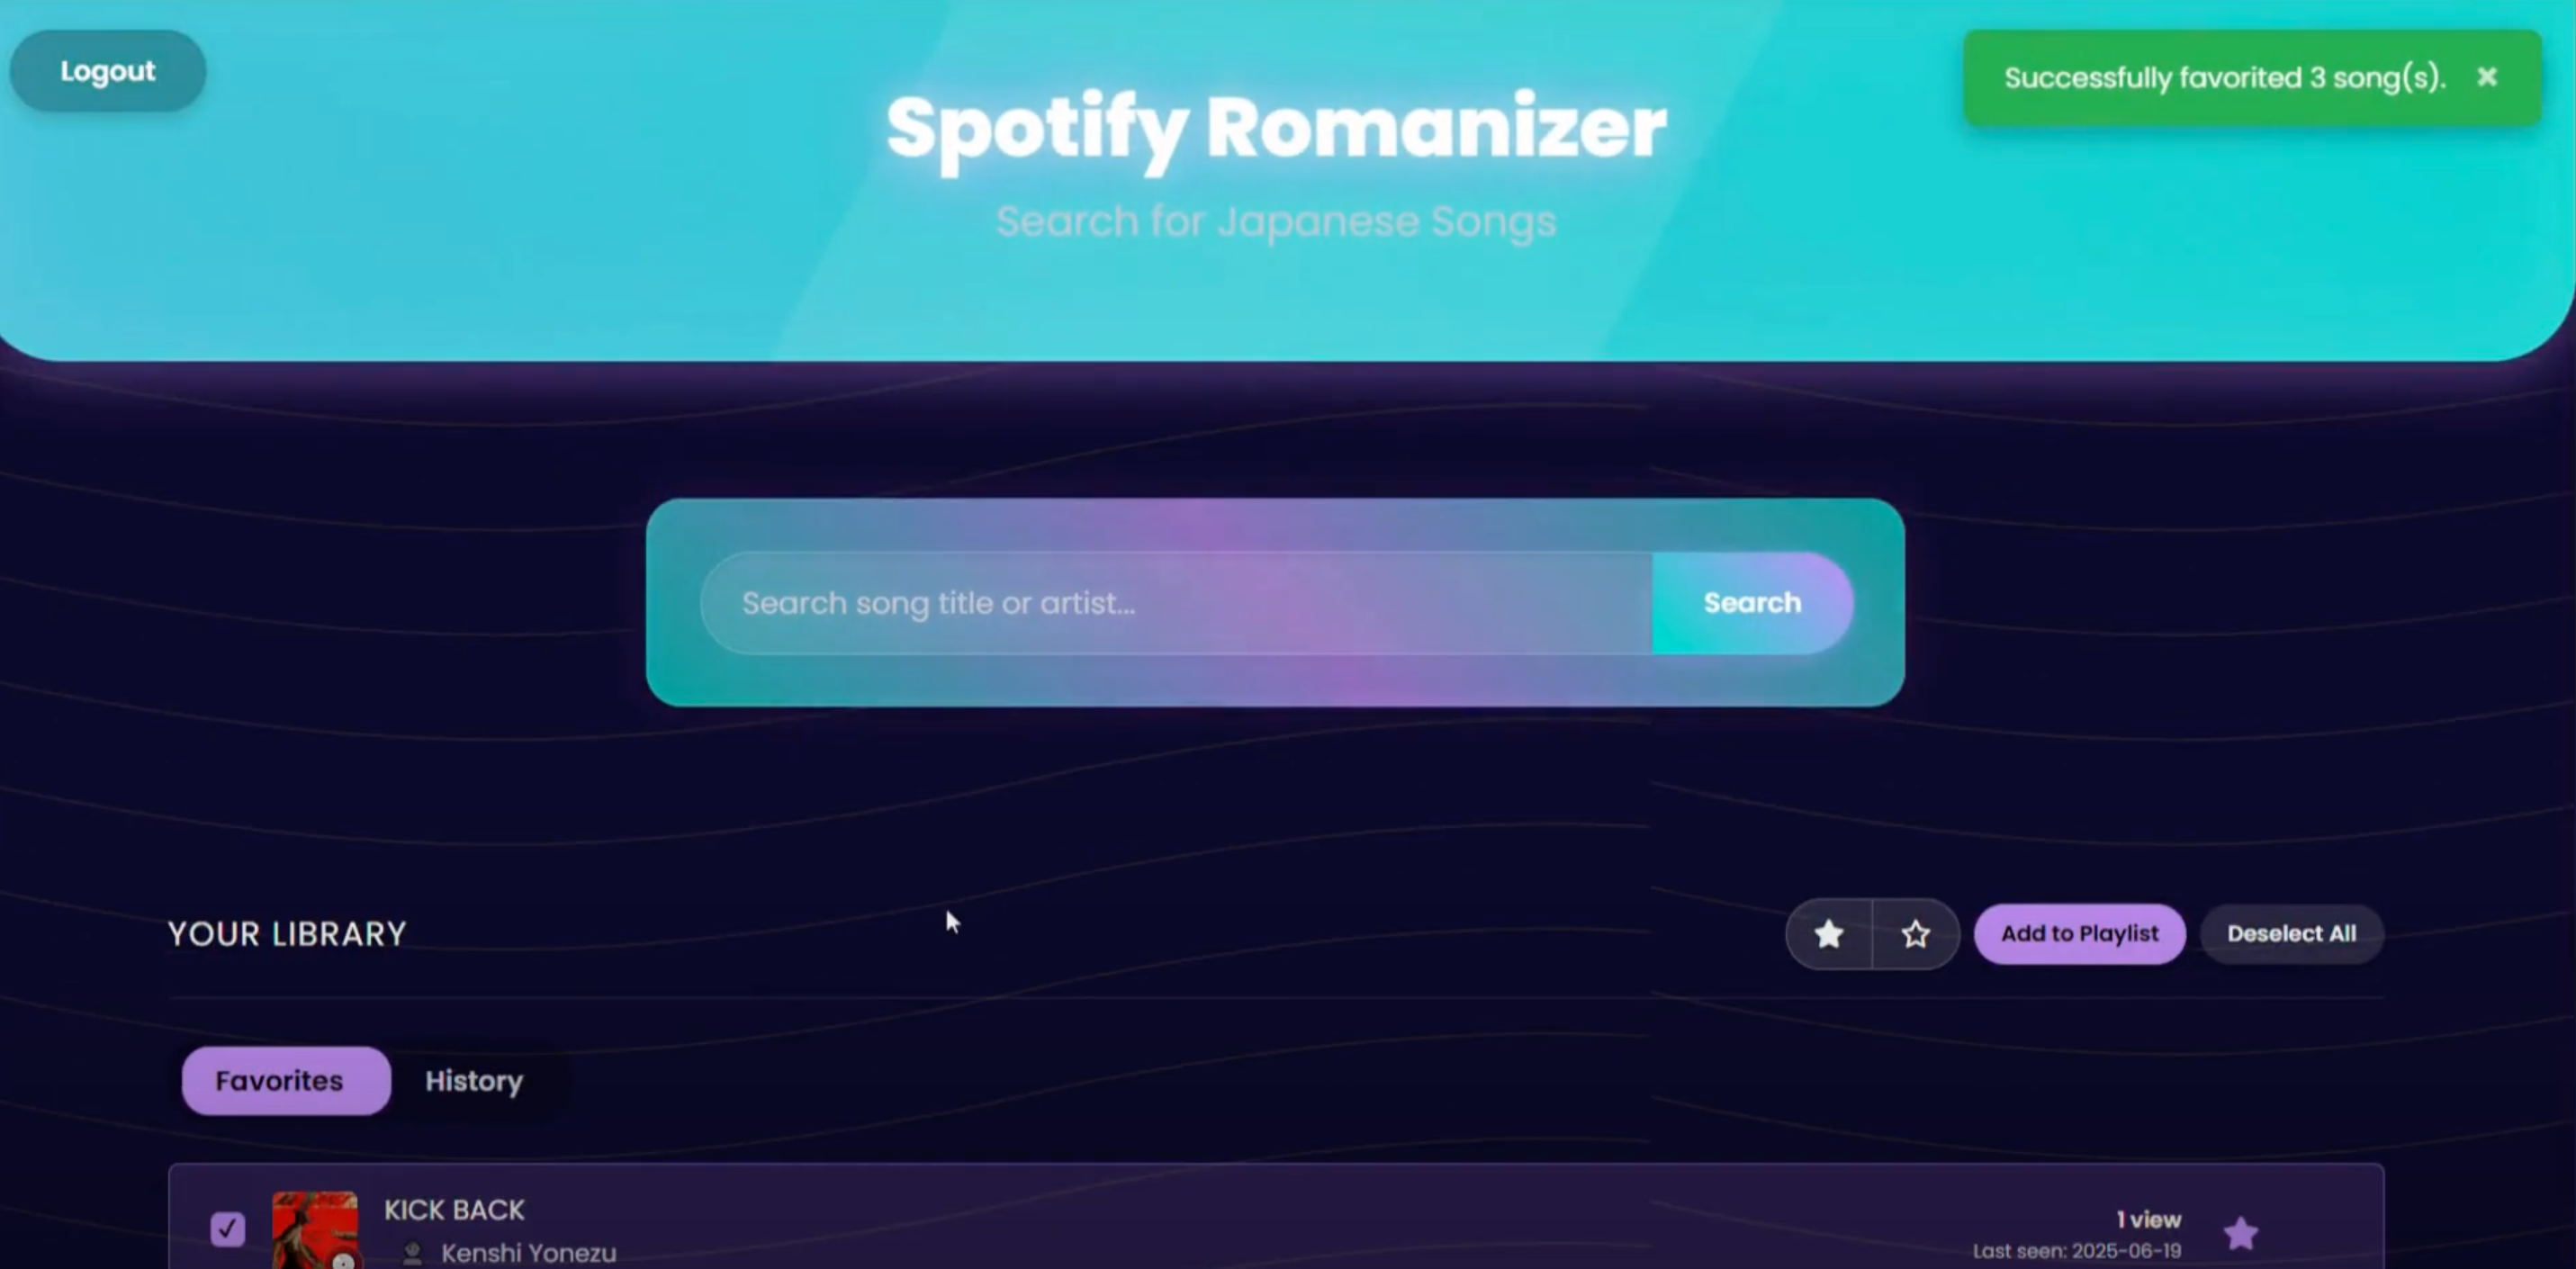 Logout
Successfully favorited 3 song(s). ×
Spotify Romanizer
Search for Japanese Songs
Search song title or artist...
Search
YOUR LIBRARY
Add to Playlist
Deselect All
Favorites
History
KICK BACK
Kenshi Yonezu
1 view
Last seen: 2025-06-19